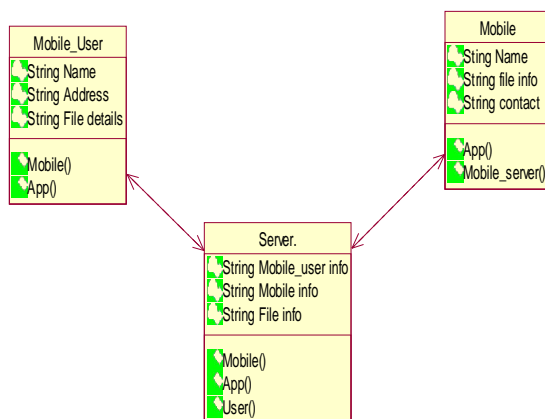 Mobile_User
String Name
String Address
String File details
Mobile()
App()
Mobile
Sting Name
String file info
String contact
App()
Mobile_server()
Server.
String Mobile_user info
String Mobile info
String File info
Mobile()
App()
User()